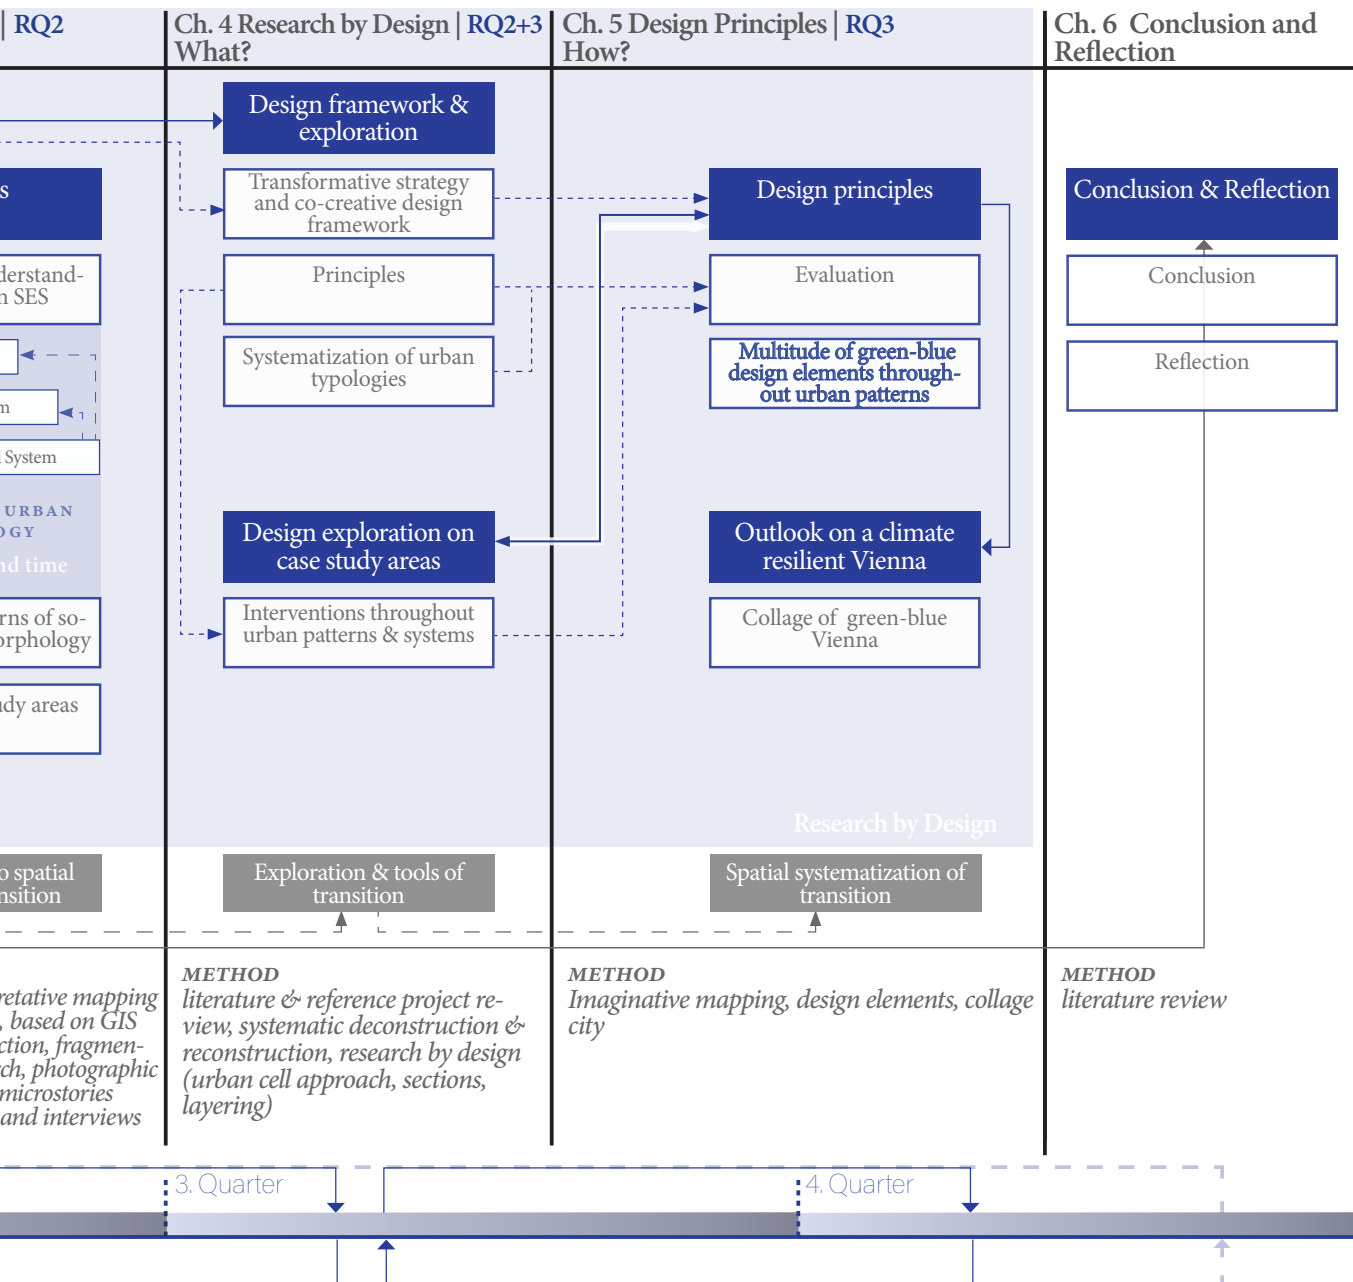 | RQ2
Ch. 4 Research by Design | RQ2+3
What?
Ch. 5 Design Principles | RQ3
How?
Ch. 6 Conclusion and
Reflection
Design framework &
exploration
Transformative strategy
and co-creative design
framework
Principles
Systematization of urban
typologies
Design exploration on
case study areas
Interventions throughout
urban patterns & systems
Design principles
Evaluation
Multitude of green-blue
design elements through-
out urban patterns
Outlook on a climate
resilient Vienna
Collage of green-blue
Vienna
Conclusion & Reflection
Conclusion
Reflection
s
derstand-
n SES
m
l System
URBAN
OGY
nd time
rns of so-
orphology
udy areas
Research by Design
o spatial
nsition
Exploration & tools of
transition
Spatial systematization of
transition
retative mapping
, based on GIS
ction, fragmen-
rch, photographic
microstories
and interviews
METHOD
literature & reference project re-
view, systematic deconstruction &
reconstruction, research by design
(urban cell approach, sections,
layering)
METHOD
Imaginative mapping, design elements, collage
city
METHOD
literature review
3. Quarter
4. Quarter